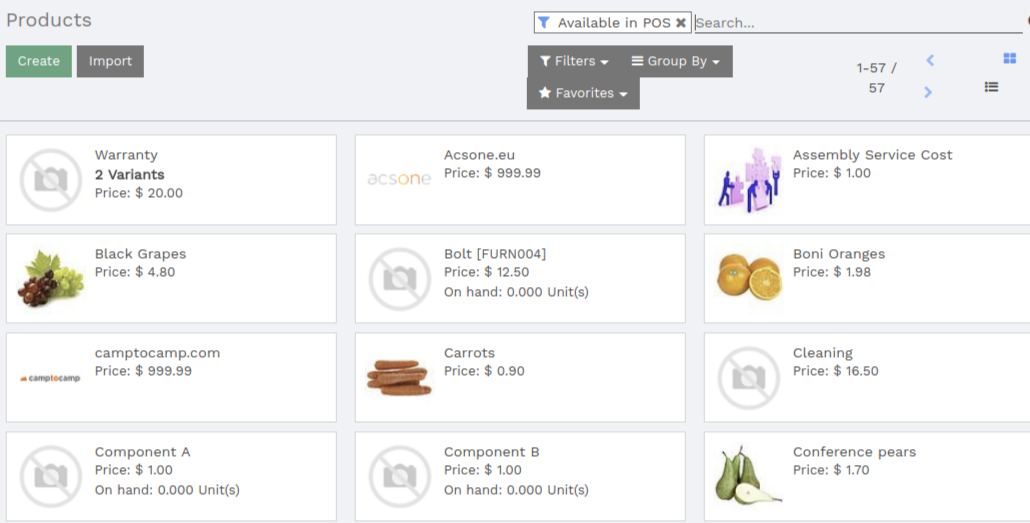 Products
Available in POS ✖ Search...
Create Import
Filters Group By
Favorites
1-57 /
57
Warranty
2 Variants
Price: $ 20.00
acsone
Acsone.eu
Price: $ 999.99
Assembly Service Cost
Price: $ 1.00
Black Grapes
Price: $ 4.80
Bolt [FURN004]
Price: $ 12.50
On hand: 0.000 Unit(s)
Boni Oranges
Price: $ 1.98
camptocamp
camptocamp.com
Price: $ 999.99
Carrots
Price: $ 0.90
Cleaning
Price: $ 16.50
Component A
Price: $ 1.00
On hand: 0.000 Unit(s)
Component B
Price: $ 1.00
On hand: 0.000 Unit(s)
Conference pears
Price: $ 1.70